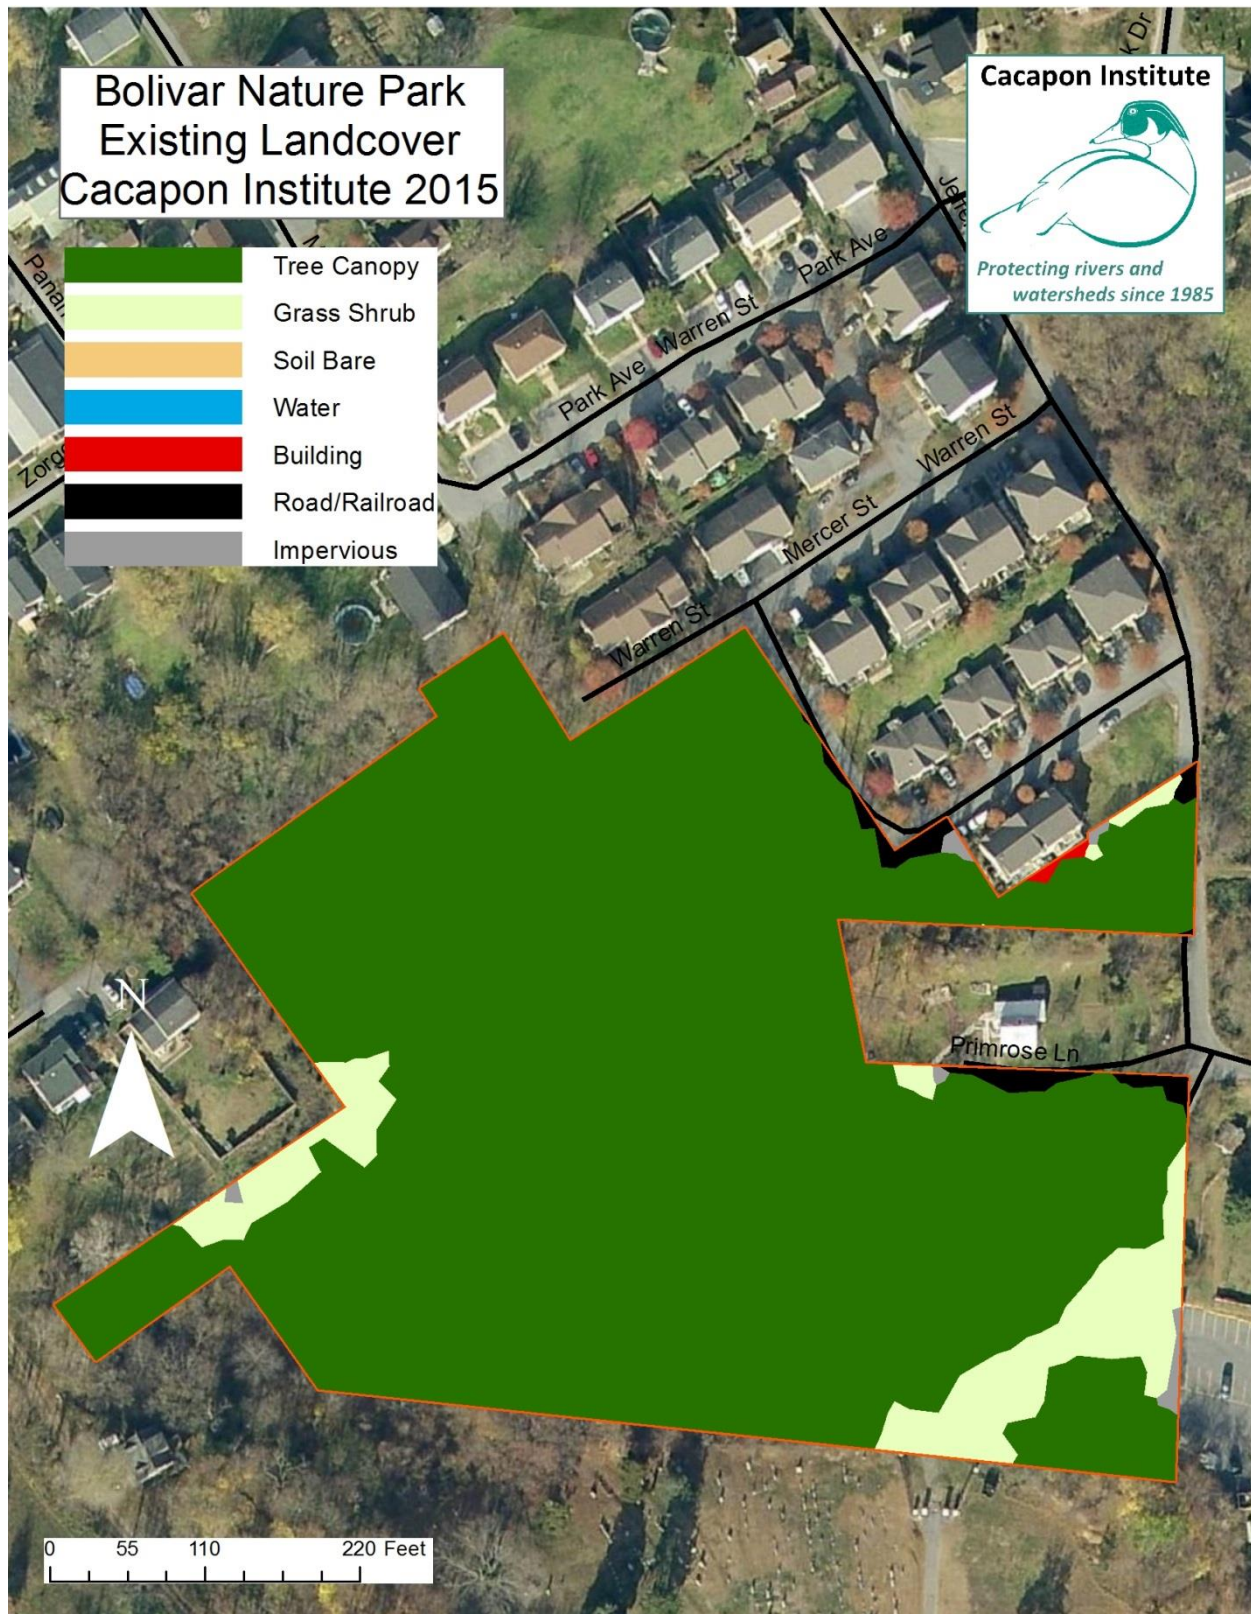 Bolivar Nature Park
Existing Landcover
Cacapon Institute 2015
Tree Canopy
Grass Shrub
Soil Bare
Water
Building
Road/Railroad
Impervious
Cacapon Institute
Protecting rivers and
watersheds since 1985
Park Ave
Warren St
Park Ave
Warren St
Mercer St
Warren St
Primrose Ln
N
0 55 110 220 Feet